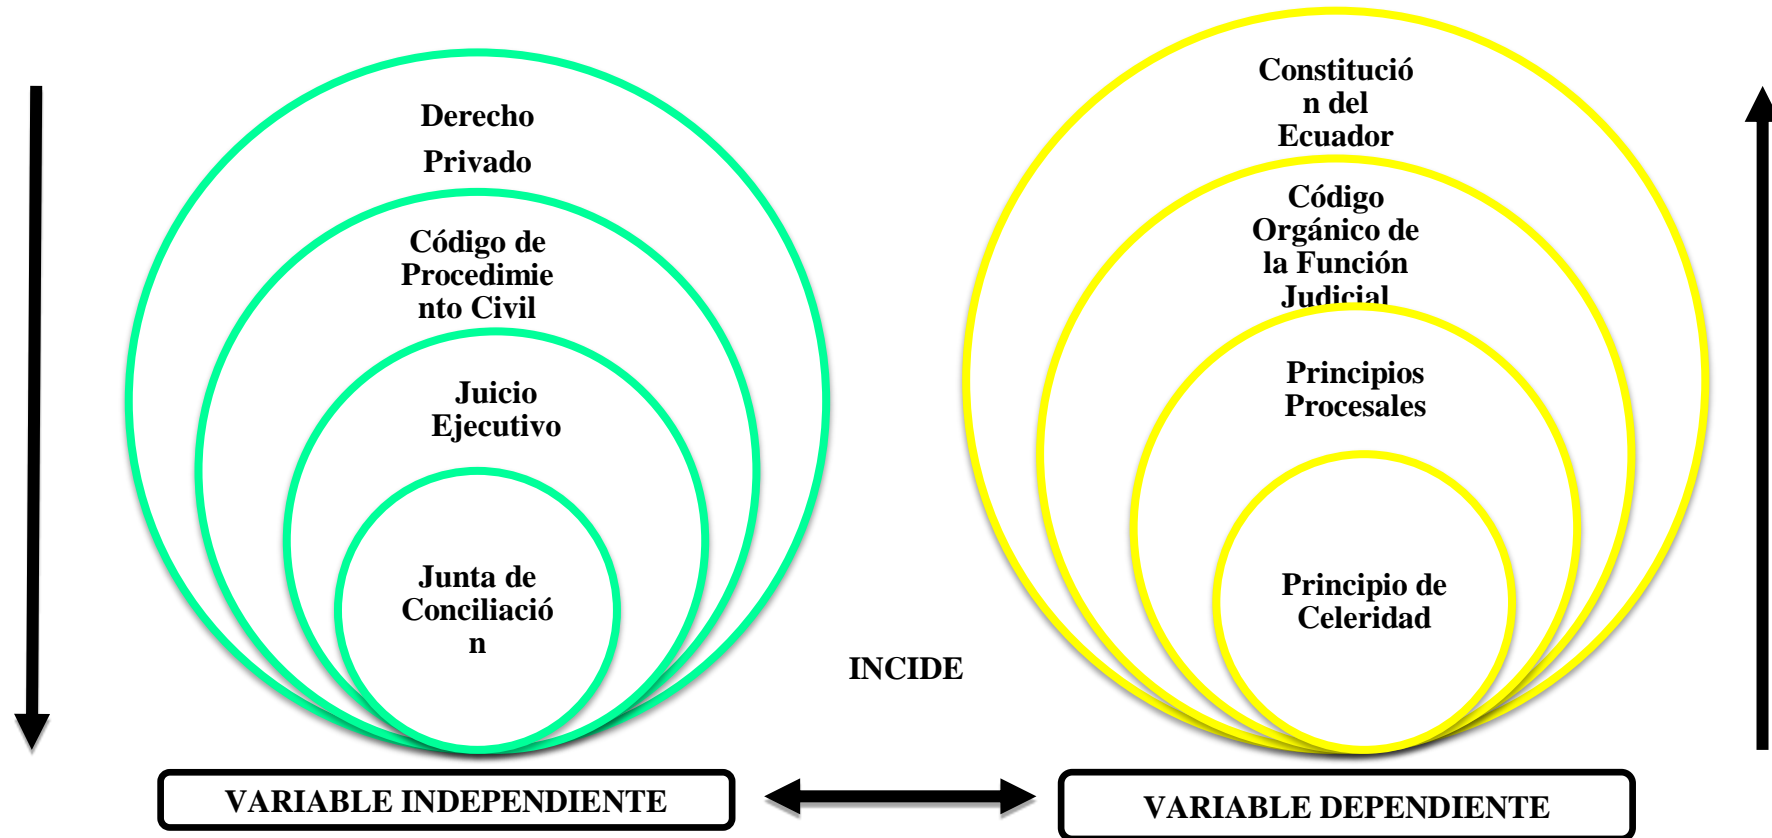 Derecho
Privado
Código de
Procedimie
nto Civil
Juicio
Ejecutivo
Junta de
Conciliació
n
VARIABLE INDEPENDIENTE
INCIDE
Constitució
n del
Ecuador
Código
Orgánico de
la Función
Judicial
Principios
Procesales
Principio de
Celeridad
VARIABLE DEPENDIENTE